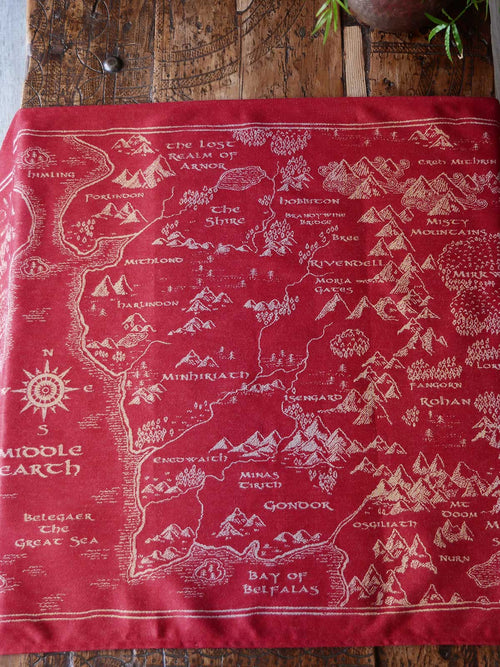 The Lost
Realm of
Arnor
Himling
Forlindon
The
Shire
Hobbiton
Brandywine
Bridge
Bree
Ered Mithrin
Misty
Mountains
Mithlond
Rivendell
Moria
Gates
Harlindon
Minhiriath
Isengard
Fangorn
Rohan
N
E
S
Middle
Earth
Enedwaith
Minas
Tirith
Gondor
Belegaer
The
Great Sea
Osgiliath
Mt
Doom
Nurn
Bay of
Belfalas